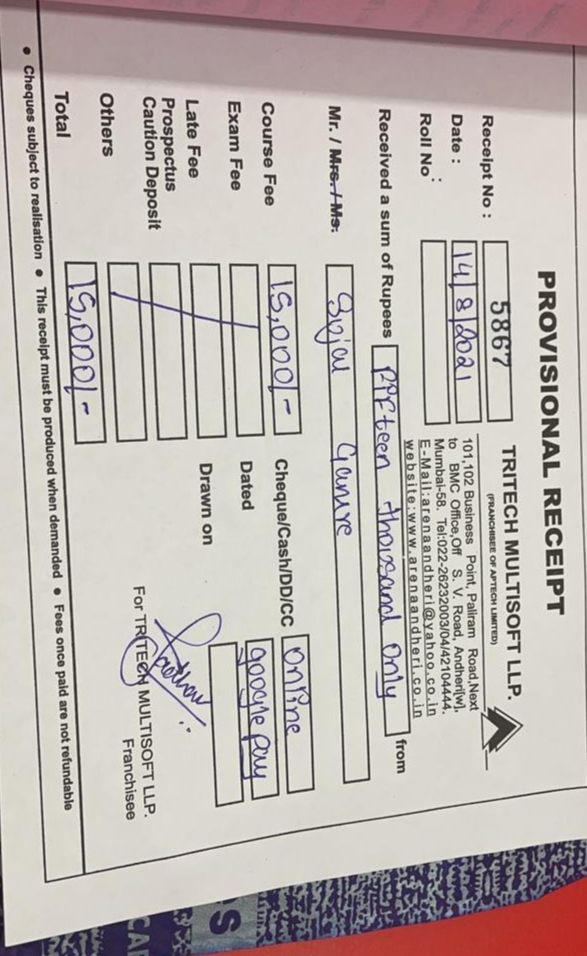 PROVISIONAL RECEIPT
TRITECH MULTISOFT LLP.
(FRANCHISEE OF APTECH LIMITED)
Receipt No : 5867
101,102 Business Point, Paliram Road,Next
Date : 14/8/2021
to BMC Office,Off S. V. Road, Andheri[w],
Mumbai-58. Tel:022-26232003/04/42104444.
Roll No :
E-Mail:arenaandheri@yahoo.co.in
website:www.arenaandheri.co.in
Received a sum of Rupees Fifteen thousand Only from
Mr. / Mrs. / Ms.
Course Fee 15,000/- Cheque/Cash/DD/CC Online
Exam Fee Dated google pay
Late Fee Drawn on
Prospectus
Caution Deposit
Others
For TRITECH MULTISOFT LLP.
Franchisee
Total 15,000/-
• Cheques subject to realisation • This receipt must be produced when demanded • Fees once paid are not refundable
S
CA